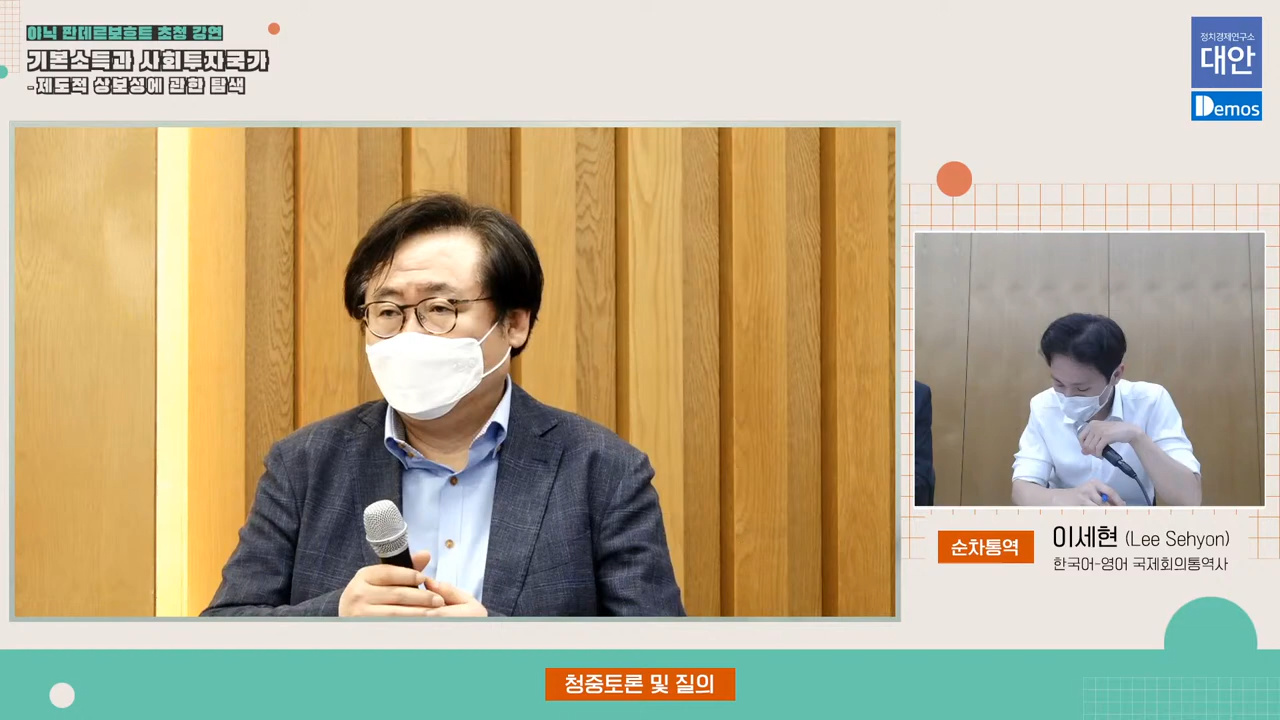 야닉 판데르보흐트 초청 강연
기본소득과 사회투자국가
-제도적 상보성에 관한 탐색
정치경제연구소
대안
Demos
순차통역
이세현 (Lee Sehyon)
한국어-영어 국제회의통역사
청중토론 및 질의